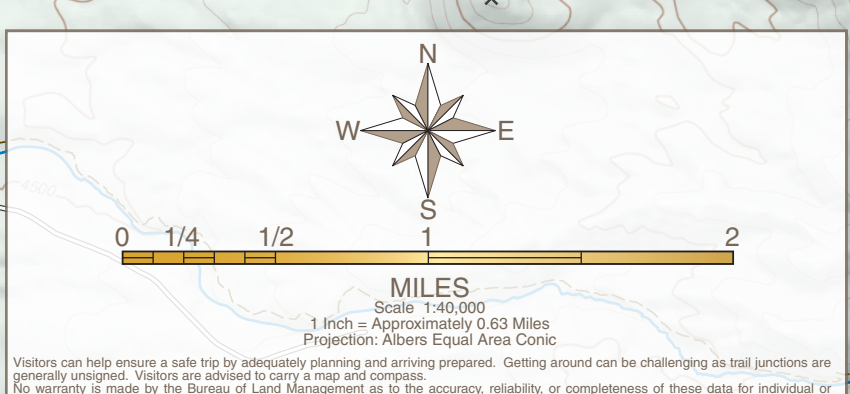 N
W E
S
4500
0 1/4 1/2 1 2
MILES
Scale 1:40,000
1 Inch = Approximately 0.63 Miles
Projection: Albers Equal Area Conic
Visitors can help ensure a safe trip by adequately planning and arriving prepared. Getting around can be challenging as trail junctions are
generally unsigned. Visitors are advised to carry a map and compass.
No warranty is made by the Bureau of Land Management as to the accuracy, reliability, or completeness of these data for individual or